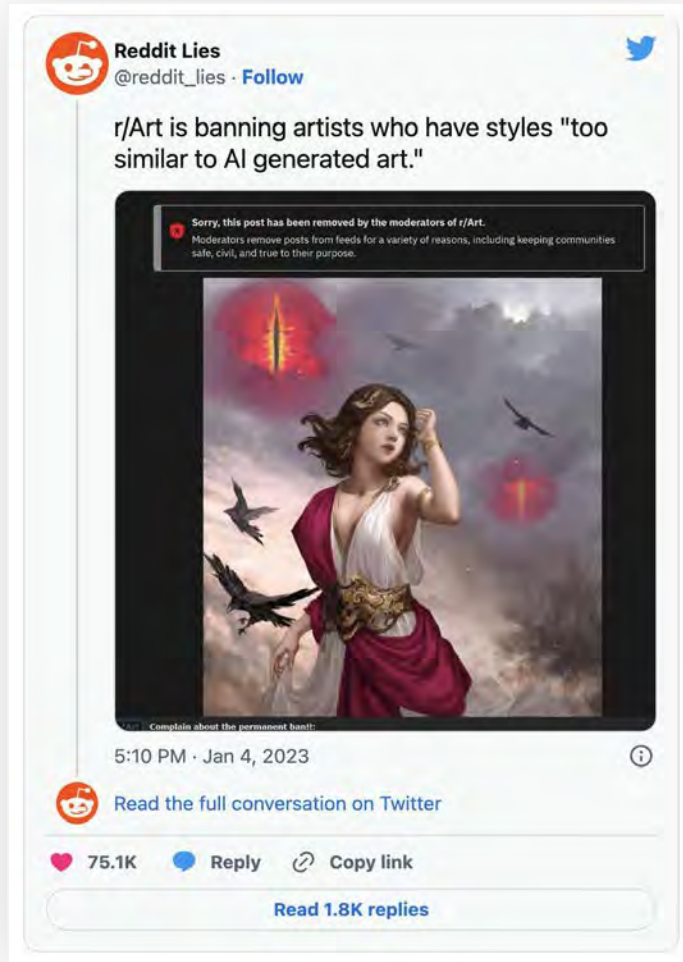 Reddit Lies
@reddit_lies · Follow
r/Art is banning artists who have styles "too
similar to AI generated art."
Sorry, this post has been removed by the moderators of r/Art.
Moderators remove posts from feeds for a variety of reasons, including keeping communities
safe, civil, and true to their purpose.
r/Art Complain about the permanent ban!!:
5:10 PM · Jan 4, 2023
Read the full conversation on Twitter
75.1K Reply Copy link
Read 1.8K replies